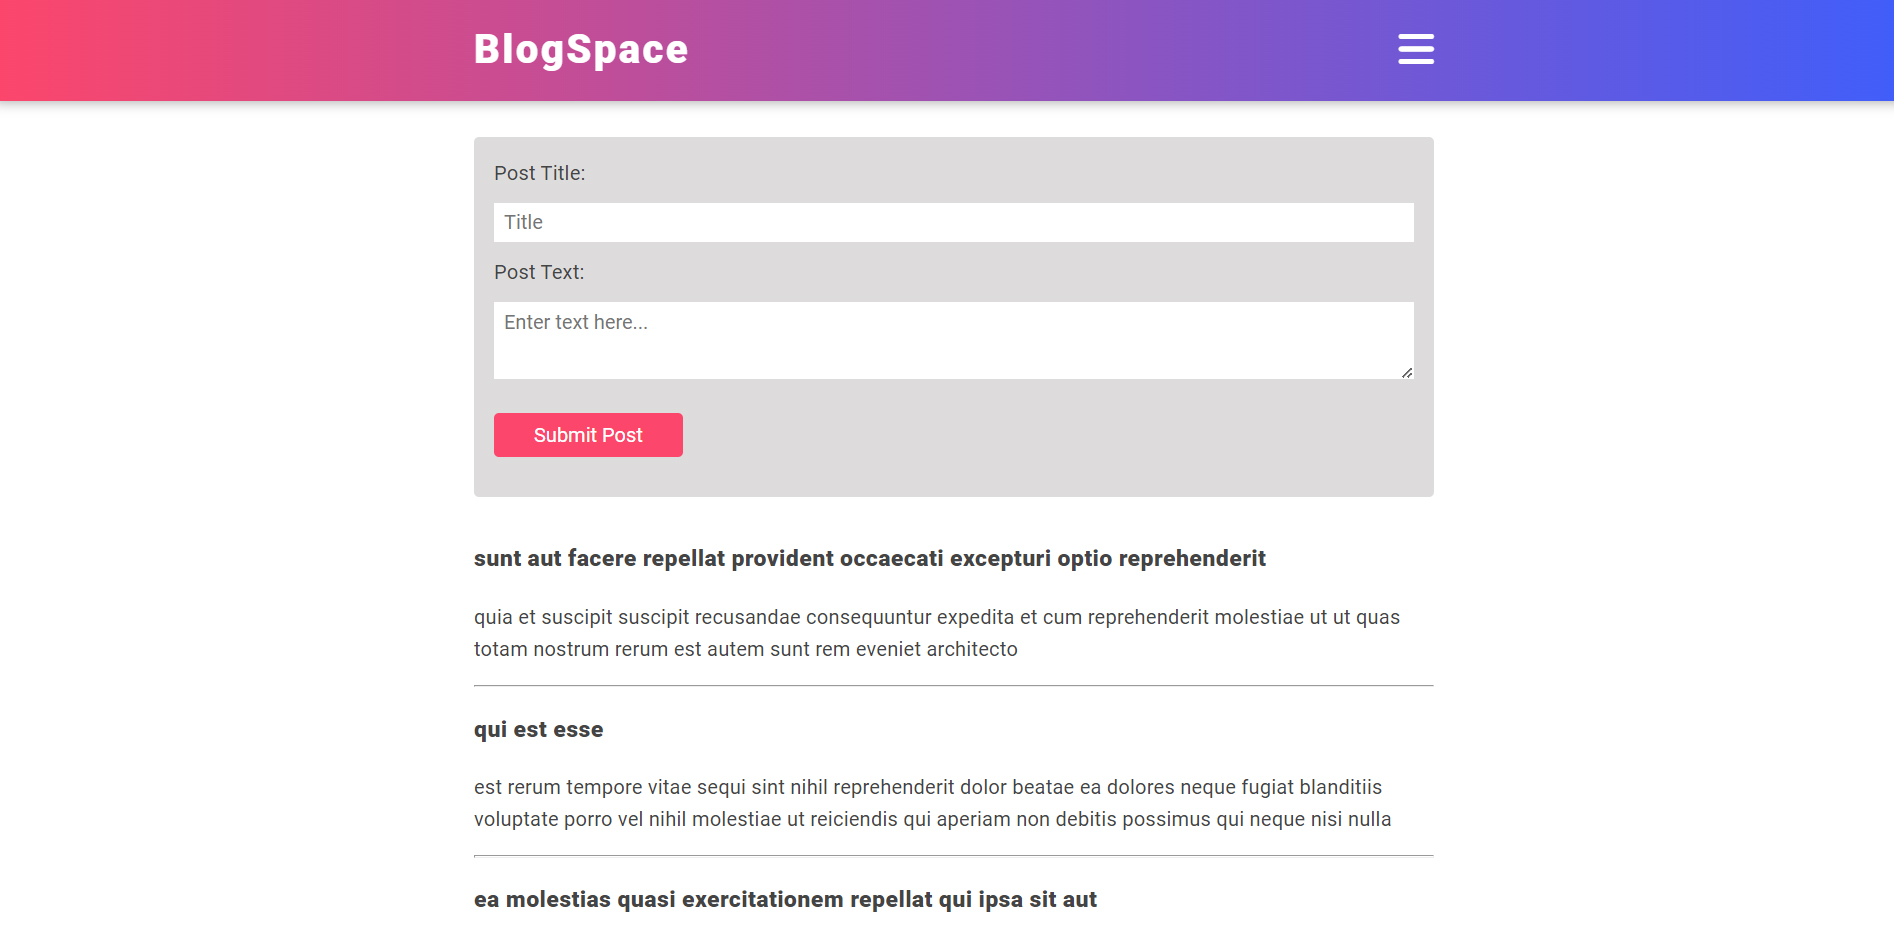 BlogSpace
Post Title:
Title
Post Text:
Enter text here...
Submit Post
sunt aut facere repellat provident occaecati excepturi optio reprehenderit
quia et suscipit suscipit recusandae consequuntur expedita et cum reprehenderit molestiae ut ut quas
totam nostrum rerum est autem sunt rem eveniet architecto
qui est esse
est rerum tempore vitae sequi sint nihil reprehenderit dolor beatae ea dolores neque fugiat blanditiis
voluptate porro vel nihil molestiae ut reiciendis qui aperiam non debitis possimus qui neque nisi nulla
ea molestias quasi exercitationem repellat qui ipsa sit aut